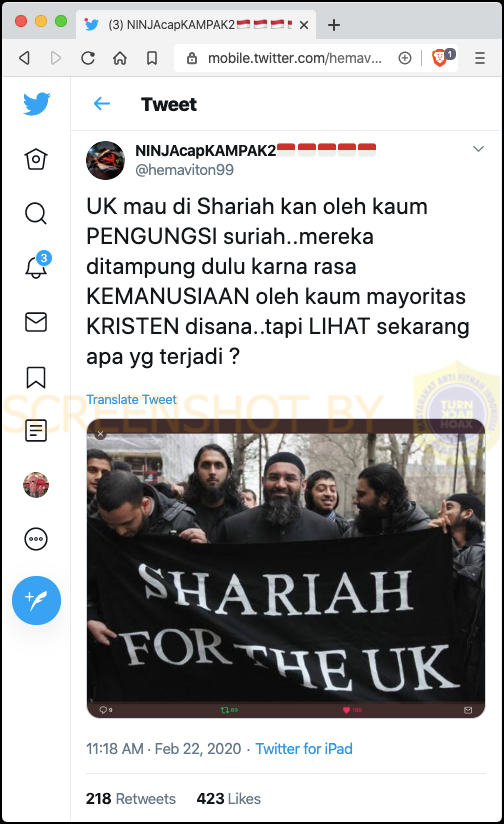 (3) NINJAcapKAMPAK2🇮🇩🇮🇩🇮🇩
mobile.twitter.com/hemav...
1
Tweet
NINJAcapKAMPAK2🇮🇩🇮🇩🇮🇩🇮🇩🇮🇩
@hemaviton99
UK mau di Shariah kan oleh kaum
PENGUNGSI suriah..mereka
ditampung dulu karna rasa
KEMANUSIAAN oleh kaum mayoritas
KRISTEN disana..tapi LIHAT sekarang
apa yg terjadi ?
3
Translate Tweet
SCREENSHOT BY
TURN
BACK
HOAX
SHARIAH
FOR THE UK
9
11:18 AM · Feb 22, 2020 · Twitter for iPad
218 Retweets 423 Likes